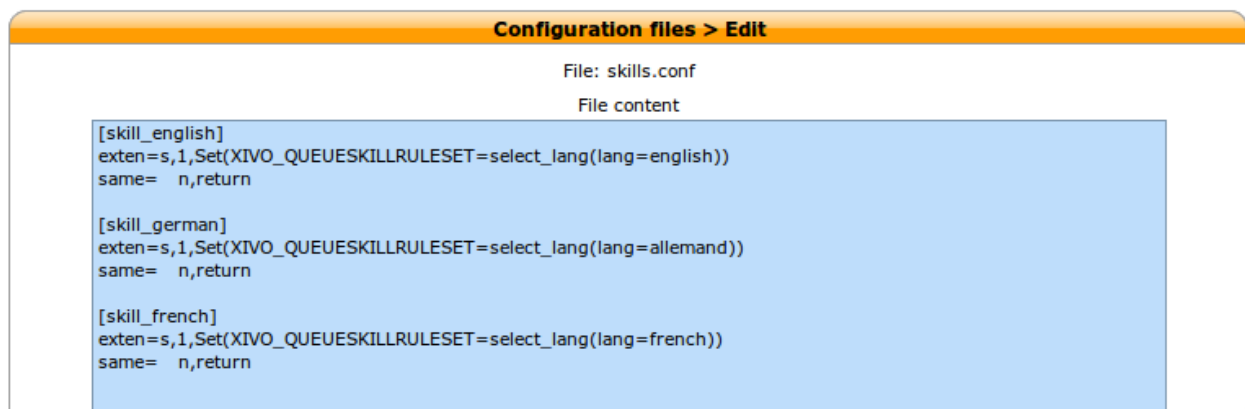 Configuration files > Edit
File: skills.conf
File content
[skill_english]
exten=s,1,Set(XIVO_QUEUESKILLRULESET=select_lang(lang=english))
same=   n,return
[skill_german]
exten=s,1,Set(XIVO_QUEUESKILLRULESET=select_lang(lang=allemand))
same=   n,return
[skill_french]
exten=s,1,Set(XIVO_QUEUESKILLRULESET=select_lang(lang=french))
same=   n,return